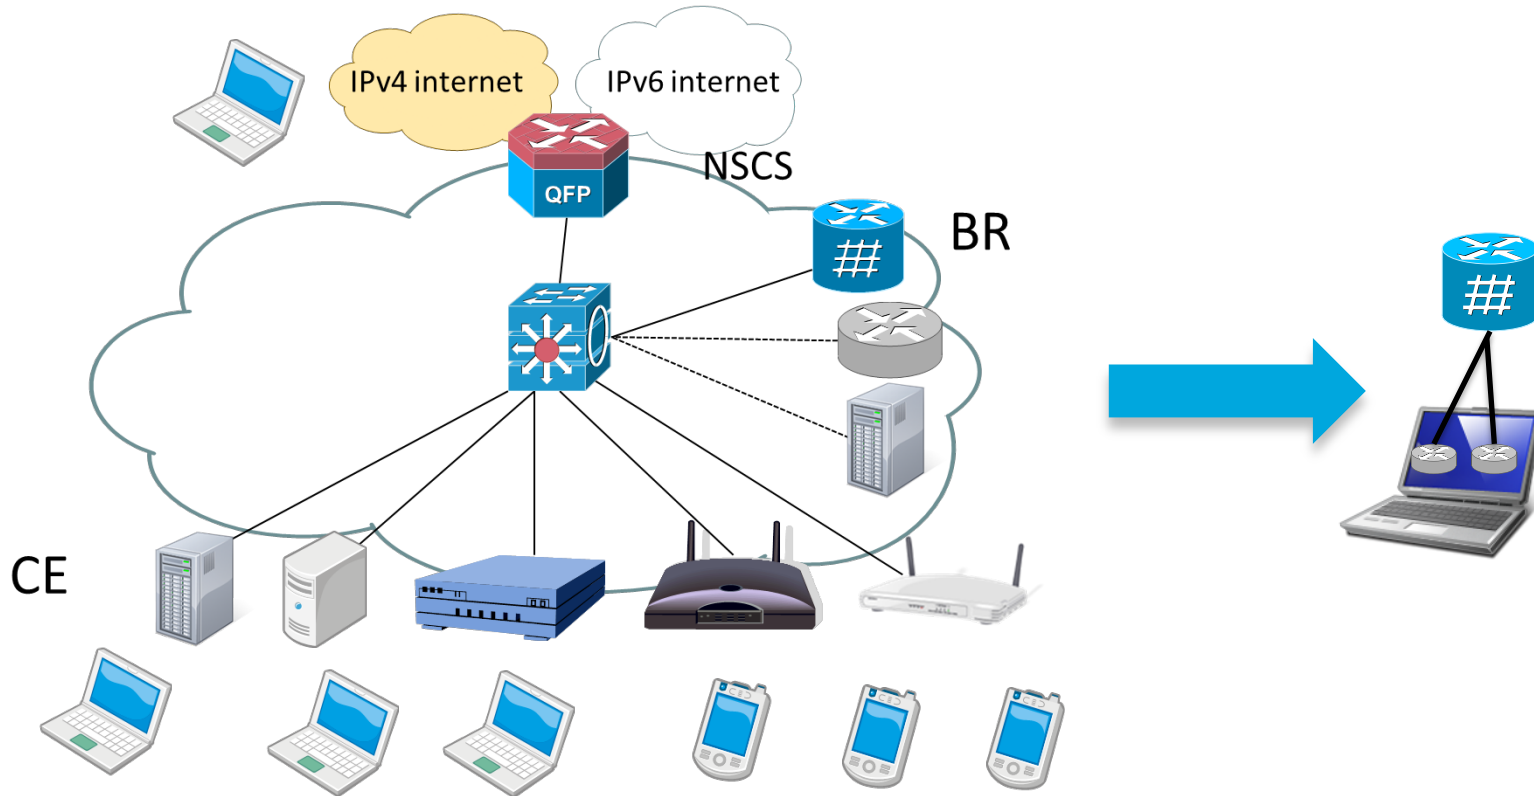 IPv4 internet
IPv6 internet
NSCS
QFP
BR
CE